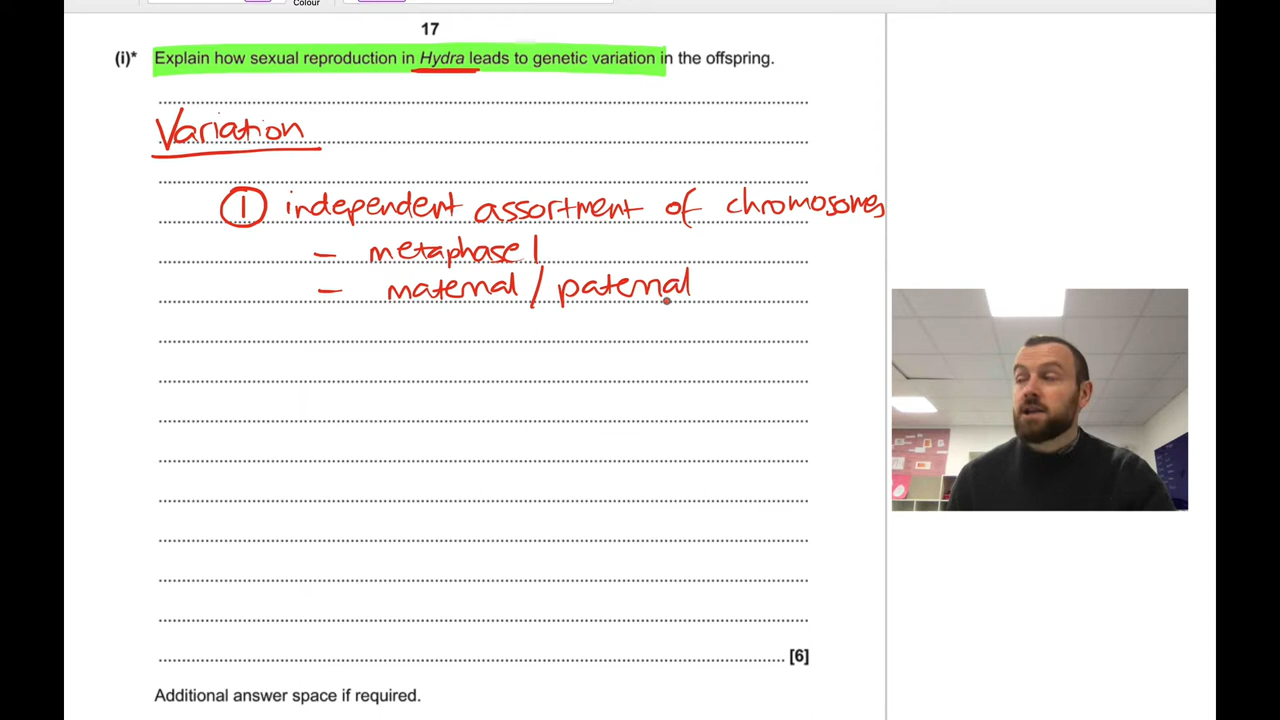 Colour
17
(i)* Explain how sexual reproduction in Hydra leads to genetic variation in the offspring.
Variation
① independent assortment of chromosomes
– metaphase I
– maternal / paternal
[6]
Additional answer space if required.